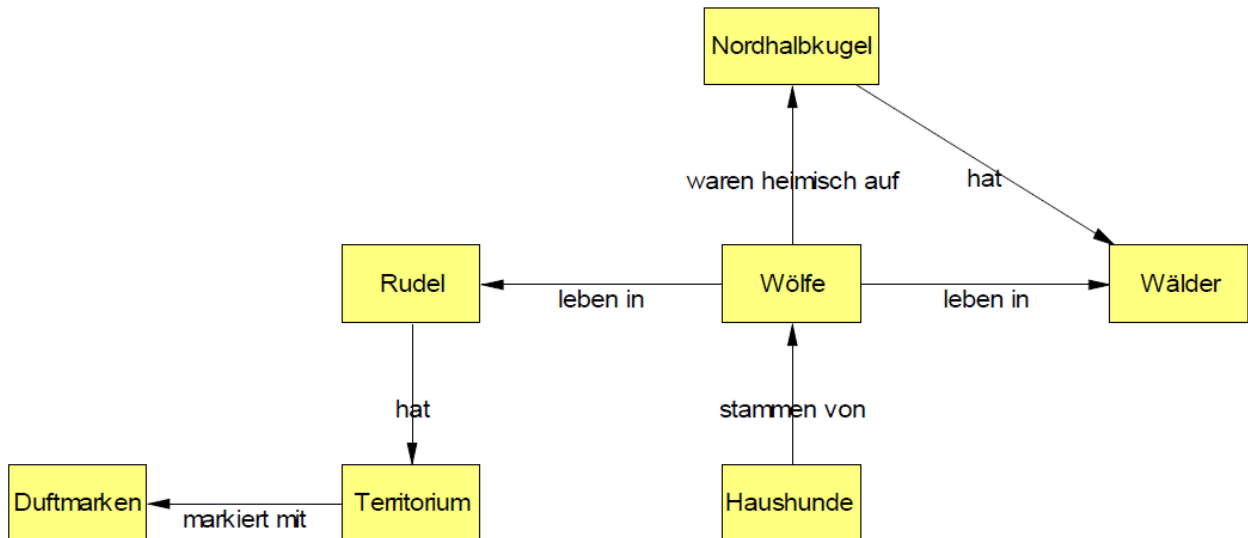 Nordhalbkugel
waren heimisch auf
hat
Rudel
leben in
Wölfe
leben in
Wälder
hat
stammen von
Duftmarken
markiert mit
Territorium
Haushunde